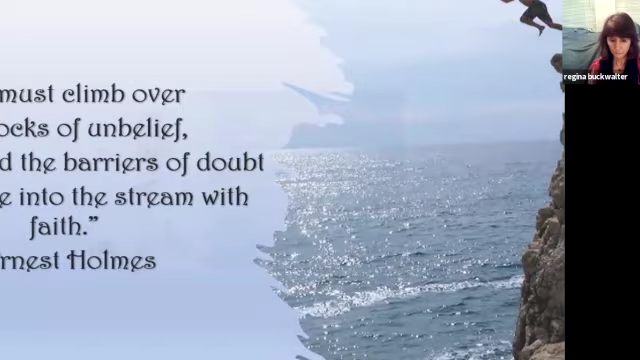 must climb over
ocks of unbelief,
d the barriers of doubt
e into the stream with
faith.”
rnest Holmes
regina buckwalter